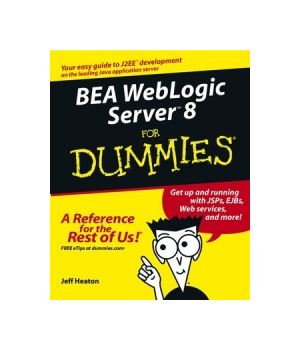 Your easy guide to J2EE™ development
on the leading Java application server
BEA WebLogic
Server™ 8
FOR
DUMMIES®
Get up and running
with JSPs, EJBs,
Web services,
and more!
A Reference
for the
Rest of Us!®
FREE eTips at dummies.com®
Jeff Heaton